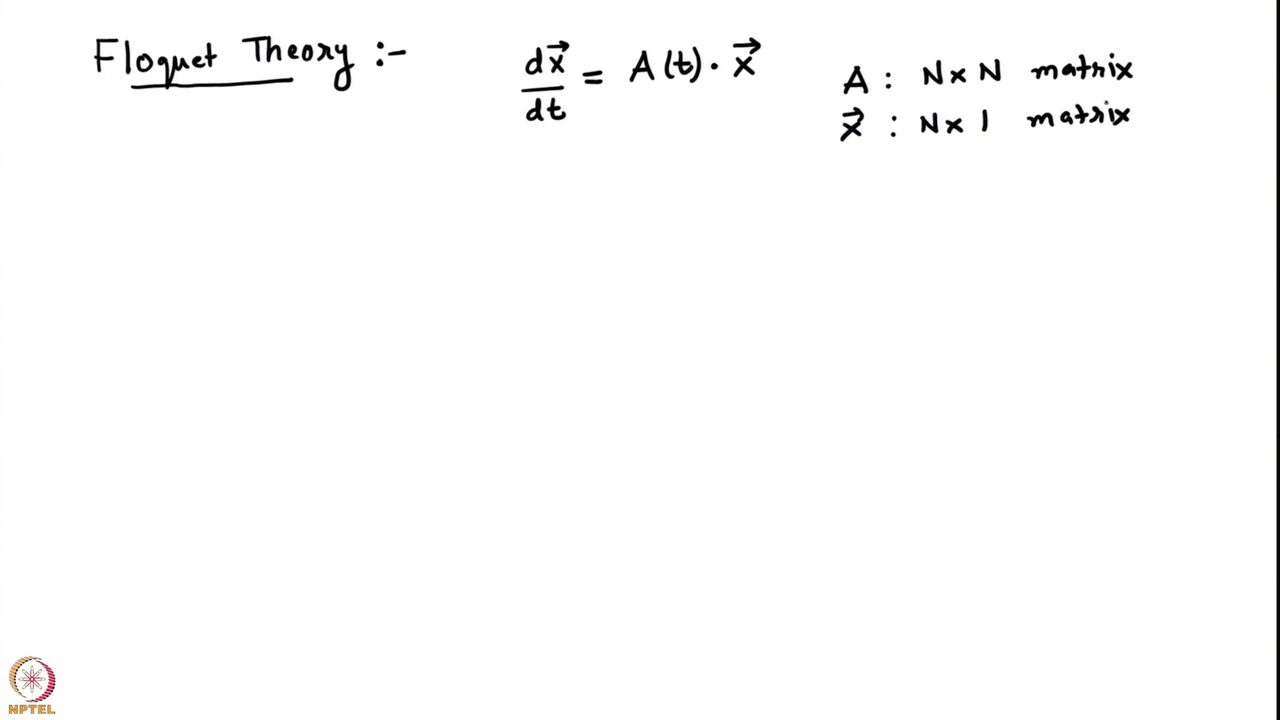 Floquet Theory :-
dx⃗/dt = A(t) · x⃗
A : N x N matrix
x⃗ : N x 1 matrix
NPTEL